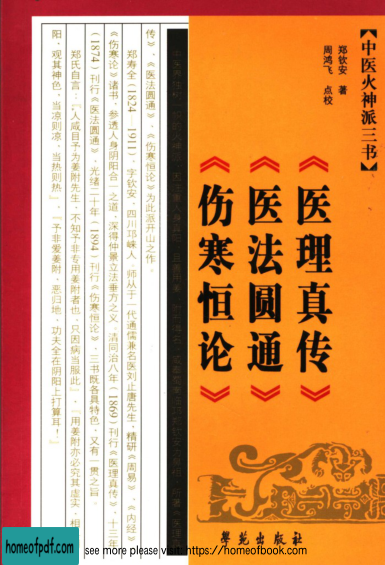 【中医火神派三书】
郑钦安 著
周鸿飞 点校
《医理真传》
《医法圆通》
《伤寒恒论》
学苑出版社
传》、《医法圆通》、《伤寒恒论》为此派开山之作。
郑寿全(1824~1911),字钦安,四川邛崃人,师从于一代通儒兼名医刘止唐先生,精研《周易》、《内经》、
《伤寒论》诸书,参透人身阴阳合一之道,深得仲景立法垂方之义,清同治八年(1869)刊行《医理真传》,十三年
(1874)刊行《医法圆通》,光绪二十年(1894)刊行《伤寒恒论》,三书既各具特色,又有一贯之旨。
郑氏自言:「人咸目予为姜附先生,不知予非专用姜附者也,只因病当服此」,「用姜附亦必究其虚实,相其阴
阳,观其神色,当凉则凉,当热则热」,「予非爱姜附,恶归地,功夫全在阴阳上打算耳!」
homeofpdf.com
see more please visit: https://homeofbook.com